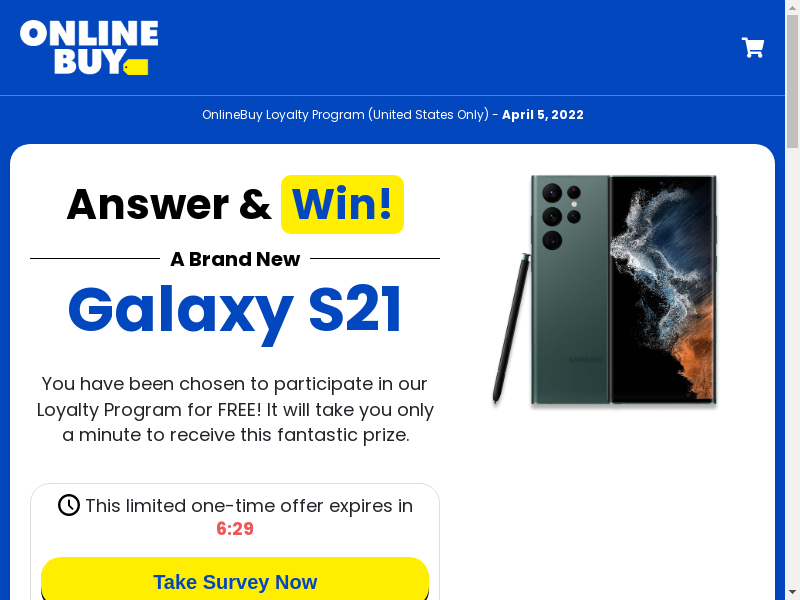 ONLINE
BUY
OnlineBuy Loyalty Program (United States Only) - April 5, 2022
Answer & Win!
A Brand New
Galaxy S21
You have been chosen to participate in our
Loyalty Program for FREE! It will take you only
a minute to receive this fantastic prize.
This limited one-time offer expires in
6:29
Take Survey Now
SAMSUNG